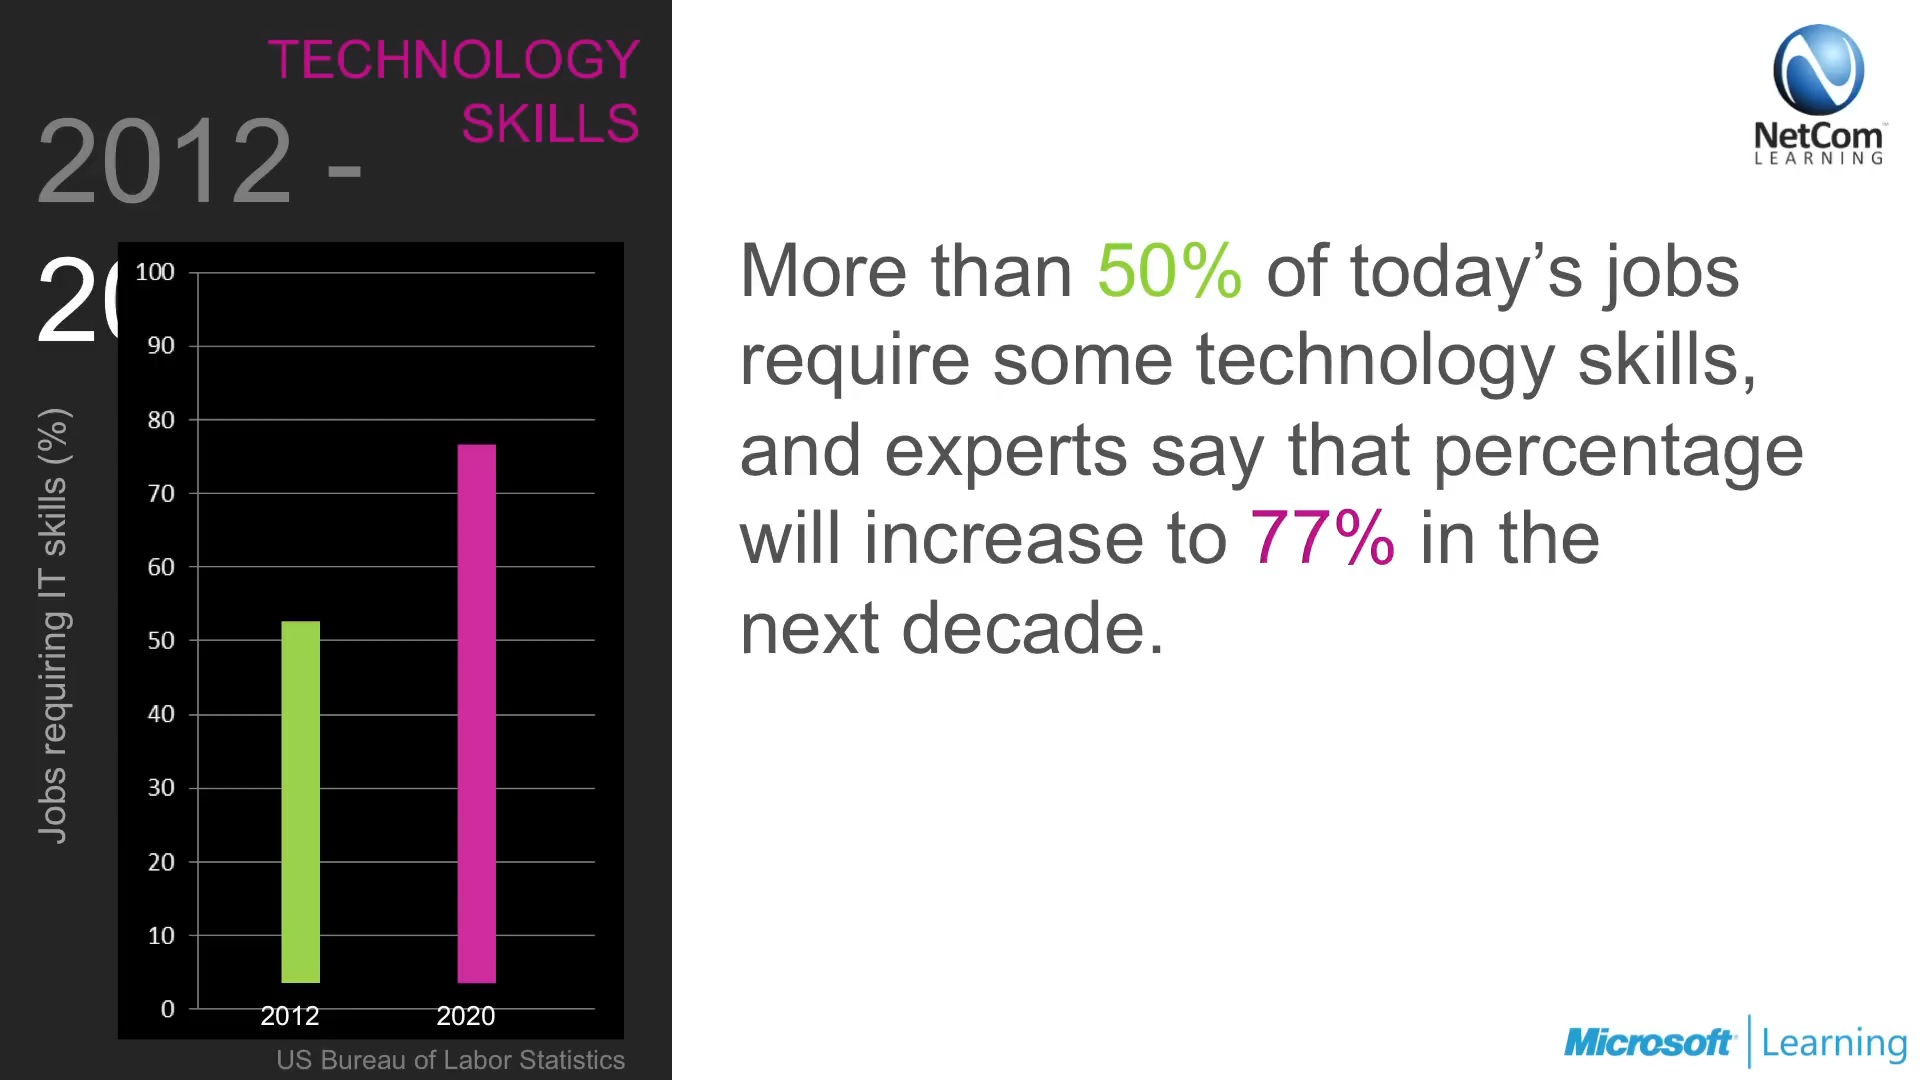 TECHNOLOGY
SKILLS
2012 -
20
Jobs requiring IT skills (%)
100
90
80
70
60
50
40
30
20
10
0
2012 2020
US Bureau of Labor Statistics
NetCom
LEARNING
More than 50% of today’s jobs
require some technology skills,
and experts say that percentage
will increase to 77% in the
next decade.
Microsoft | Learning